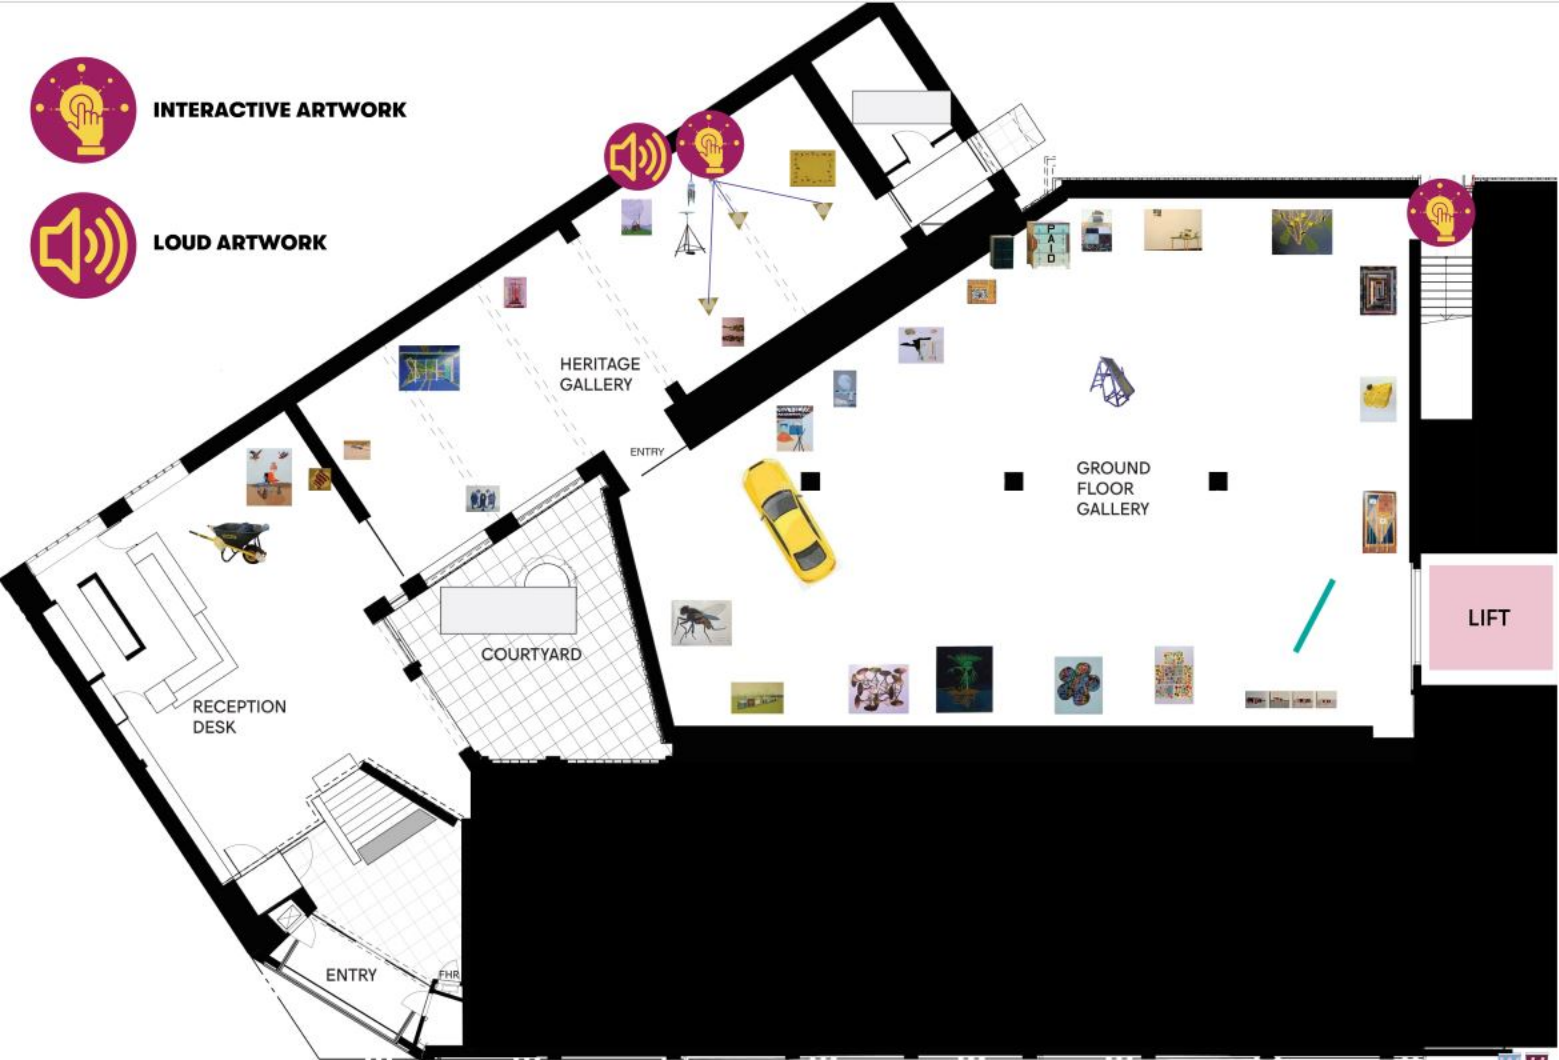 INTERACTIVE ARTWORK
LOUD ARTWORK
PAID
HERITAGE
GALLERY
ENTRY
GROUND
FLOOR
GALLERY
LIFT
COURTYARD
RECEPTION
DESK
ENTRY
FHR